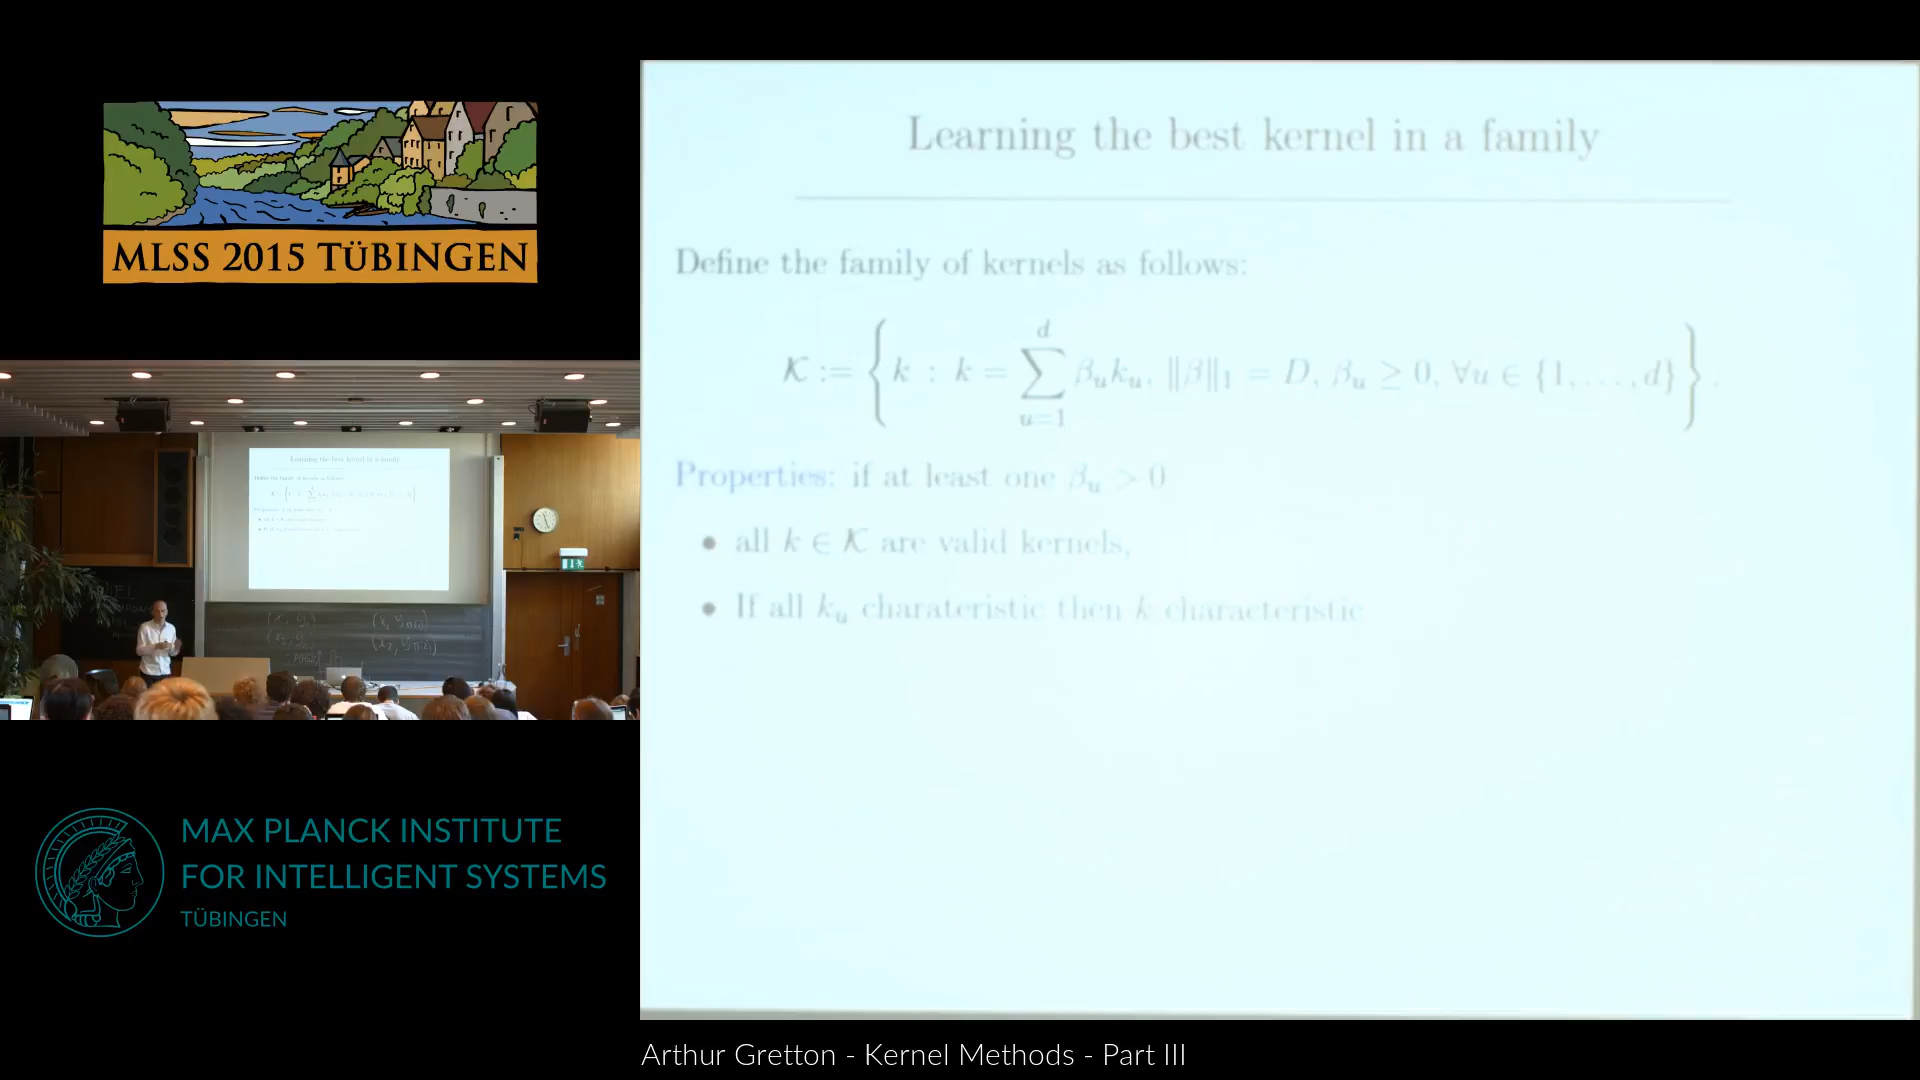 MLSS 2015 TÜBINGEN
Learning the best kernel in a family
Define the family of kernels as follows:
𝒦 := { k : k = ∑_{u=1}^{d} β_u k_u, ‖β‖₁ = D, β_u ≥ 0, ∀u ∈ {1, …, d} } .
Properties: if at least one β_u > 0
• all k ∈ 𝒦 are valid kernels,
• If all k_u charateristic then k characteristic
MAX PLANCK INSTITUTE
FOR INTELLIGENT SYSTEMS
TÜBINGEN
Arthur Gretton - Kernel Methods - Part III